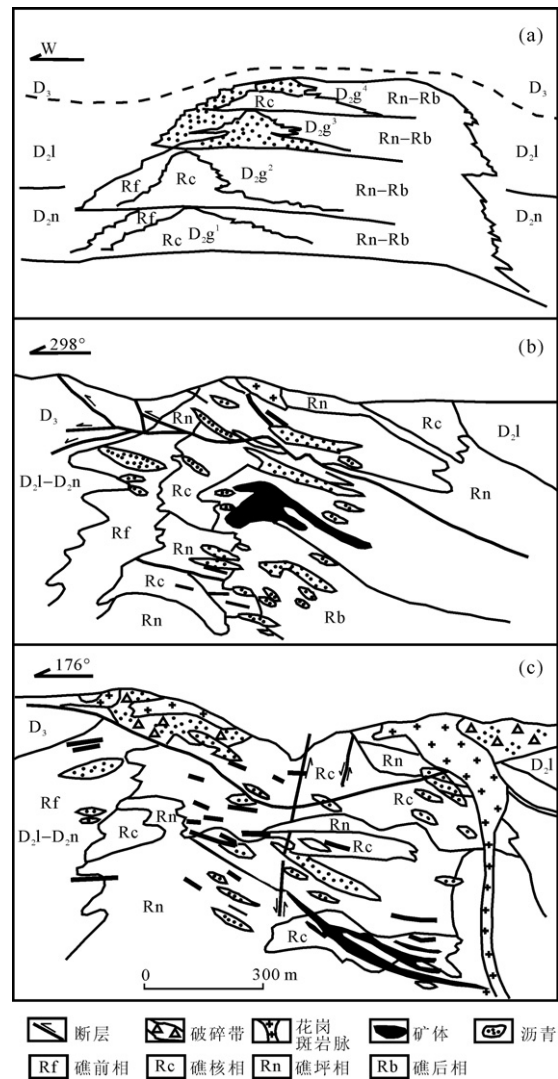 W
(a)
D₃
D₃
Rc
D₂g⁴
Rn-Rb
D₂g³
Rn-Rb
D₂l
D₂l
Rf
Rc
D₂g²
Rn-Rb
D₂n
D₂n
Rf
Rc
D₂g¹
Rn-Rb
298°
(b)
Rn
Rn
D₃
Rc
D₂l
D₂l-D₂n
Rc
Rn
Rf
Rn
Rc
Rn
Rb
176°
(c)
D₃
Rc
Rn
D₂l
Rf
Rc
Rn
Rn
D₂l-D₂n
Rc
Rc
Rn
Rc
0 300 m
断层 破碎带 花岗斑岩脉 矿体 沥青
Rf 礁前相 Rc 礁核相 Rn 礁坪相 Rb 礁后相